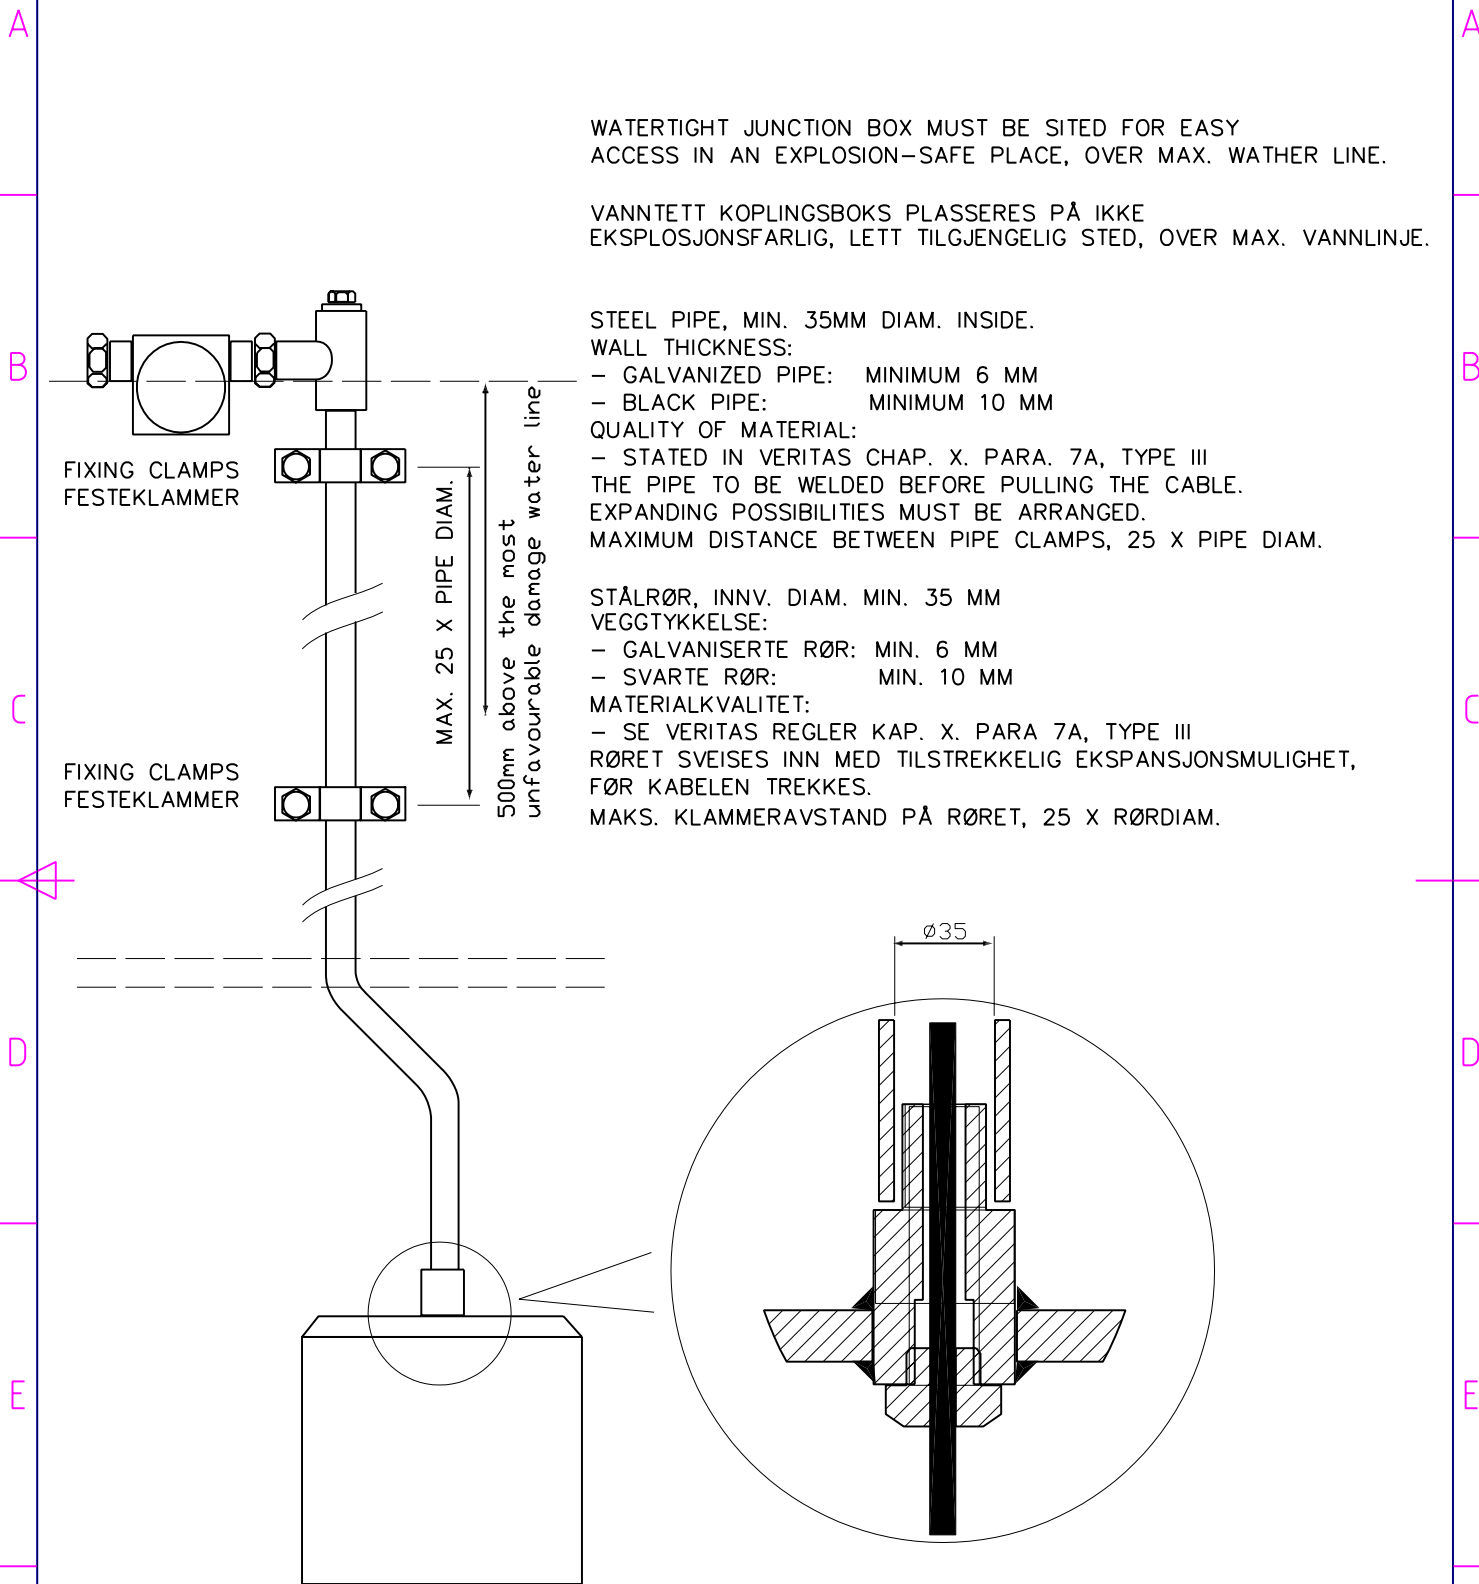 A
A
WATERTIGHT JUNCTION BOX MUST BE SITED FOR EASY
ACCESS IN AN EXPLOSION-SAFE PLACE, OVER MAX. WATHER LINE.
VANNTETT KOPLINGSBOKS PLASSERES PÅ IKKE
EKSPLOSJONSFARLIG, LETT TILGJENGELIG STED, OVER MAX. VANNLINJE.
STEEL PIPE, MIN. 35MM DIAM. INSIDE.
WALL THICKNESS:
- GALVANIZED PIPE: MINIMUM 6 MM
- BLACK PIPE: MINIMUM 10 MM
QUALITY OF MATERIAL:
- STATED IN VERITAS CHAP. X. PARA. 7A, TYPE III
THE PIPE TO BE WELDED BEFORE PULLING THE CABLE.
EXPANDING POSSIBILITIES MUST BE ARRANGED.
MAXIMUM DISTANCE BETWEEN PIPE CLAMPS, 25 X PIPE DIAM.
B
B
FIXING CLAMPS
FESTEKLAMMER
MAX. 25 X PIPE DIAM.
500mm above the most
unfavourable damage water line
STÅLRØR, INNV. DIAM. MIN. 35 MM
VEGGTYKKELSE:
- GALVANISERTE RØR: MIN. 6 MM
- SVARTE RØR: MIN. 10 MM
MATERIALKVALITET:
- SE VERITAS REGLER KAP. X. PARA 7A, TYPE III
RØRET SVEISES INN MED TILSTREKKELIG EKSPANSJONSMULIGHET,
FØR KABELEN TREKKES.
MAKS. KLAMMERAVSTAND PÅ RØRET, 25 X RØRDIAM.
C
C
FIXING CLAMPS
FESTEKLAMMER
ø35
D
D
E
E